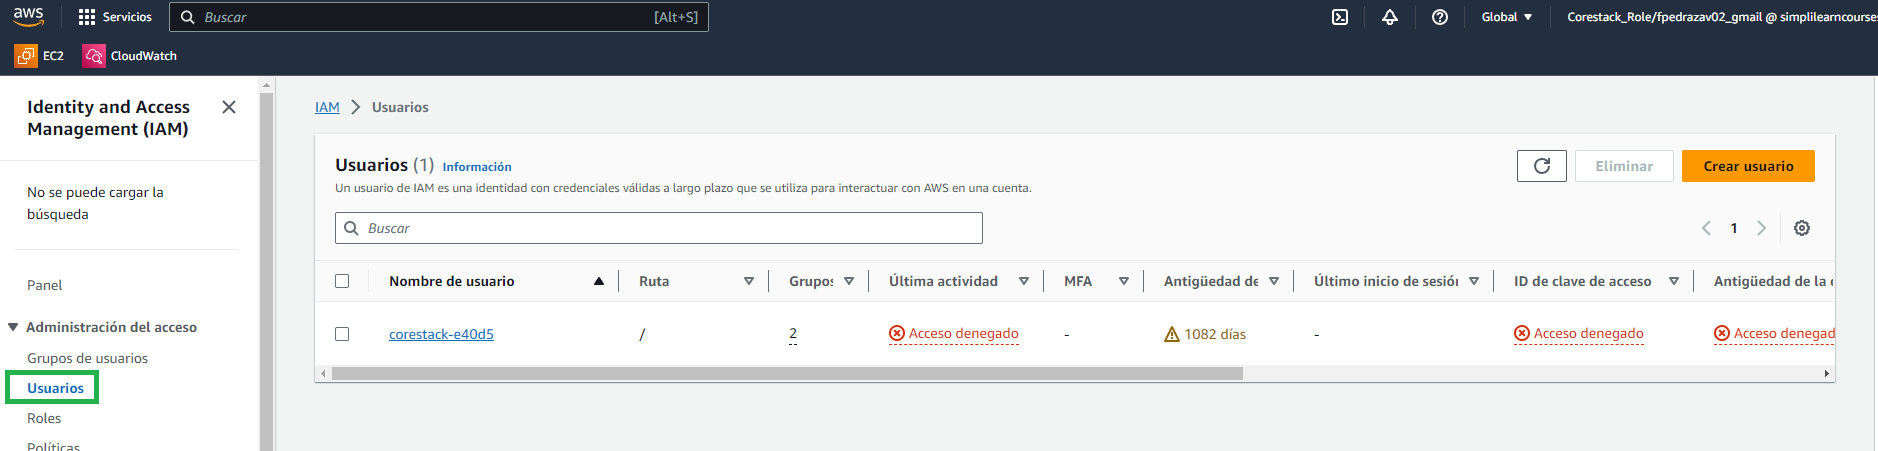 aws
Servicios
Buscar
[Alt+S]
Global
Corestack_Role/fpedrazav02_gmail @ simplilearncourses
EC2
CloudWatch
Identity and Access
Management (IAM)
No se puede cargar la
búsqueda
Panel
Administración del acceso
Grupos de usuarios
Usuarios
Roles
Políticas
IAM
Usuarios
Usuarios (1) Información
Un usuario de IAM es una identidad con credenciales válidas a largo plazo que se utiliza para interactuar con AWS en una cuenta.
Eliminar
Crear usuario
Buscar
1
Nombre de usuario
Ruta
Grupos
Última actividad
MFA
Antigüedad de
Último inicio de sesión
ID de clave de acceso
Antigüedad de la c
corestack-e40d5
/
2
Acceso denegado
-
1082 días
-
Acceso denegado
Acceso denegad